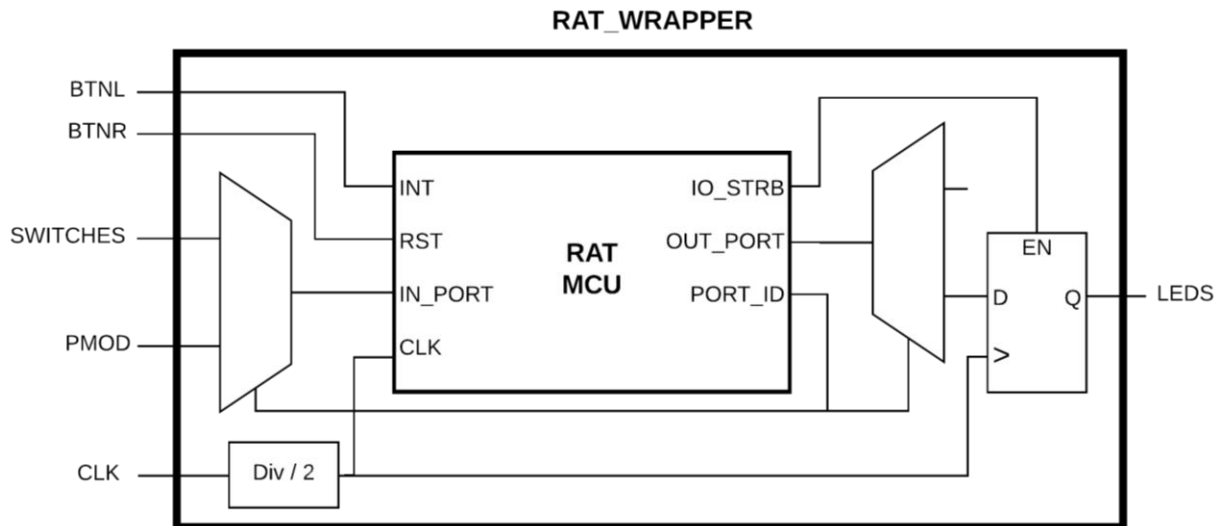 RAT_WRAPPER
BTNL
BTNR
SWITCHES
PMOD
CLK
Div / 2
INT
RST
IN_PORT
CLK
RAT
MCU
IO_STRB
OUT_PORT
PORT_ID
EN
D
Q
>
LEDS